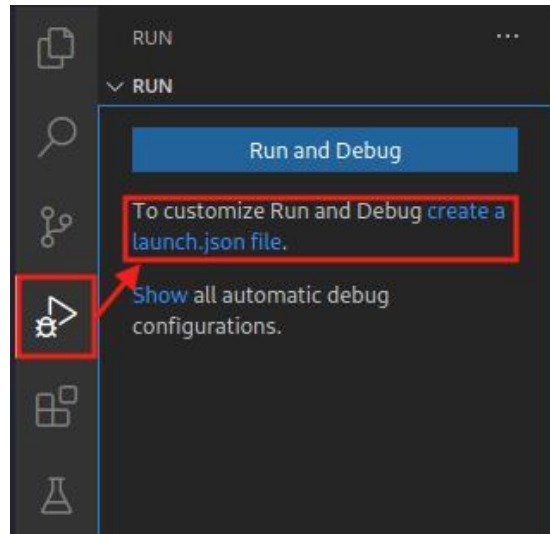 RUN
RUN
Run and Debug
To customize Run and Debug create a
launch.json file.
Show all automatic debug
configurations.